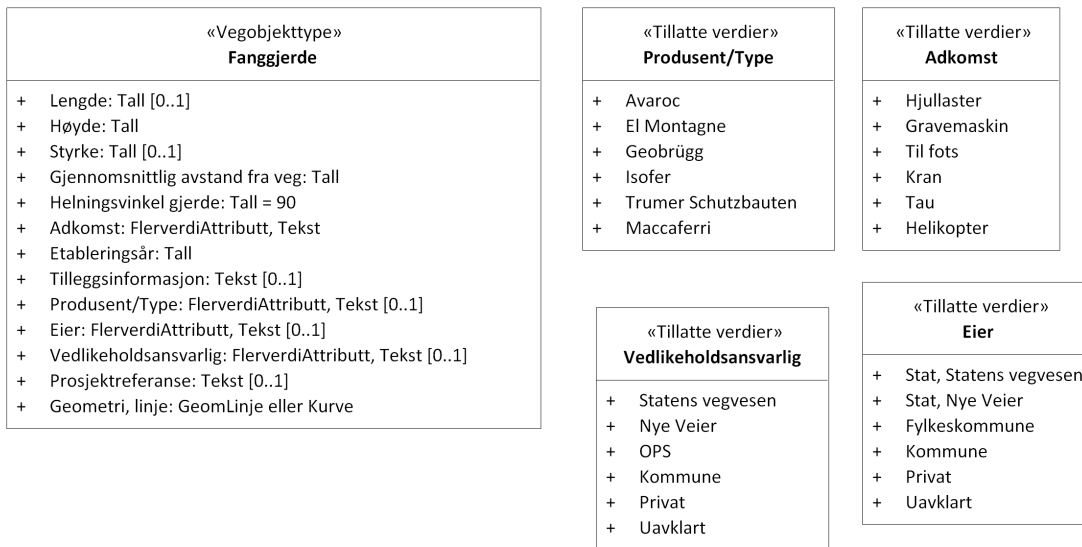 «Vegobjekttype»
Fanggjerde
+ Lengde: Tall [0..1]
+ Høyde: Tall
+ Styrke: Tall [0..1]
+ Gjennomsnittlig avstand fra veg: Tall
+ Helningsvinkel gjerde: Tall = 90
+ Adkomst: FlerverdiAttributt, Tekst
+ Etableringsår: Tall
+ Tilleggsinformasjon: Tekst [0..1]
+ Produsent/Type: FlerverdiAttributt, Tekst [0..1]
+ Eier: FlerverdiAttributt, Tekst [0..1]
+ Vedlikeholdsansvarlig: FlerverdiAttributt, Tekst [0..1]
+ Prosjektreferanse: Tekst [0..1]
+ Geometri, linje: GeomLinje eller Kurve
«Tillatte verdier»
Produsent/Type
+ Avaroc
+ El Montagne
+ Geobrügg
+ Isofer
+ Trumer Schutzbauten
+ Maccaferri
«Tillatte verdier»
Adkomst
+ Hjullaster
+ Gravemaskin
+ Til fots
+ Kran
+ Tau
+ Helikopter
«Tillatte verdier»
Vedlikeholdsansvarlig
+ Statens vegvesen
+ Nye Veier
+ OPS
+ Kommune
+ Privat
+ Uavklart
«Tillatte verdier»
Eier
+ Stat, Statens vegvesen
+ Stat, Nye Veier
+ Fylkeskommune
+ Kommune
+ Privat
+ Uavklart